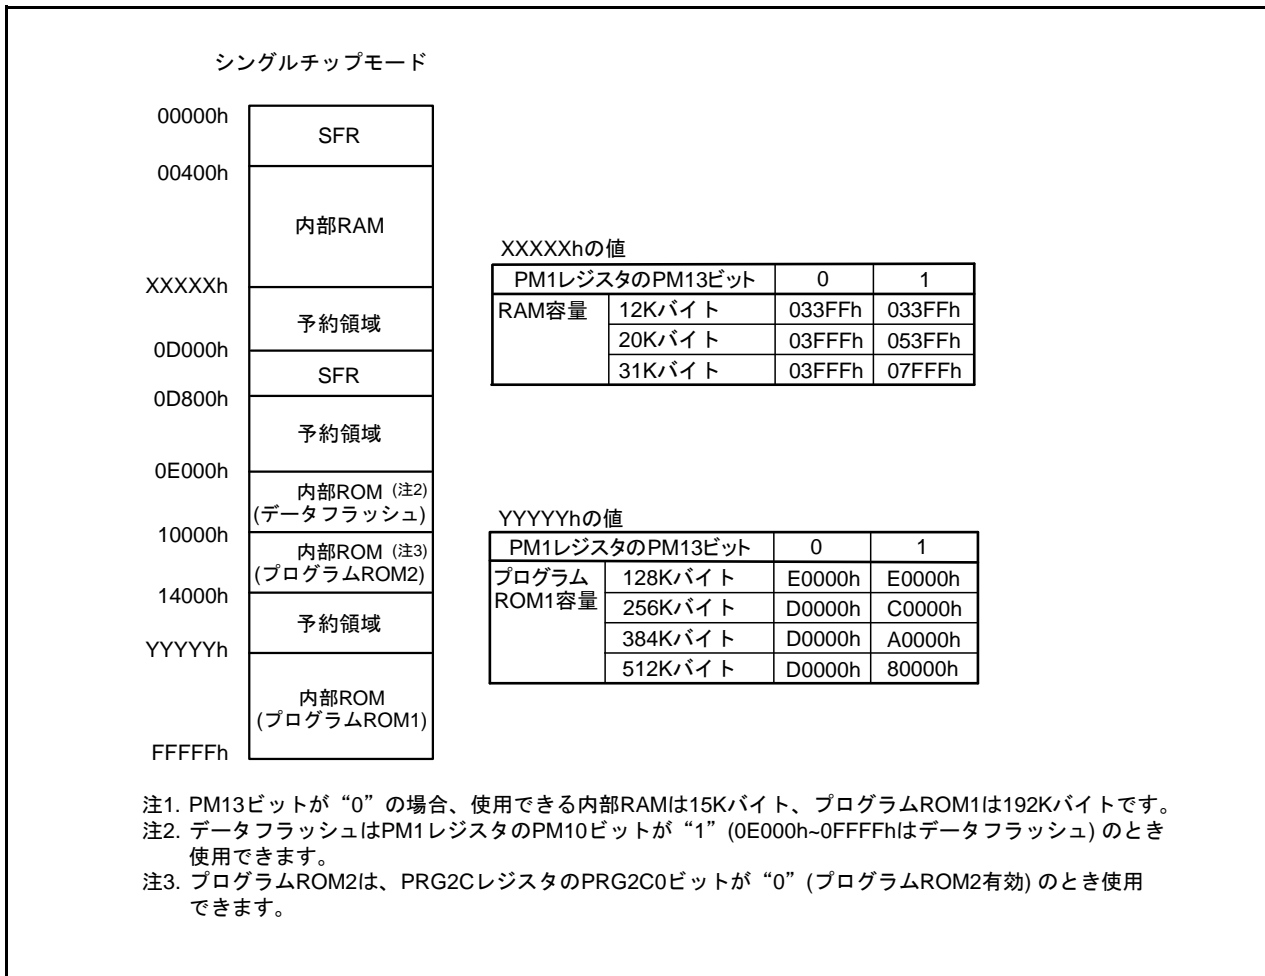 シングルチップモード
00000h
SFR
00400h
内部RAM
XXXXXh
予約領域
0D000h
SFR
0D800h
予約領域
0E000h
内部ROM (注2)
(データフラッシュ)
10000h
内部ROM (注3)
(プログラムROM2)
14000h
予約領域
YYYYYh
内部ROM
(プログラムROM1)
FFFFFh
XXXXXhの値
PM1レジスタのPM13ビット 0 1
RAM容量 12Kバイト 033FFh 033FFh
20Kバイト 03FFFh 053FFh
31Kバイト 03FFFh 07FFFh
YYYYYhの値
PM1レジスタのPM13ビット 0 1
プログラム 128Kバイト E0000h E0000h
ROM1容量 256Kバイト D0000h C0000h
384Kバイト D0000h A0000h
512Kバイト D0000h 80000h
注1. PM13ビットが“0”の場合、使用できる内部RAMは15Kバイト、プログラムROM1は192Kバイトです。
注2. データフラッシュはPM1レジスタのPM10ビットが“1”(0E000h~0FFFFhはデータフラッシュ) のとき
使用できます。
注3. プログラムROM2は、PRG2CレジスタのPRG2C0ビットが“0”(プログラムROM2有効) のとき使用
できます。